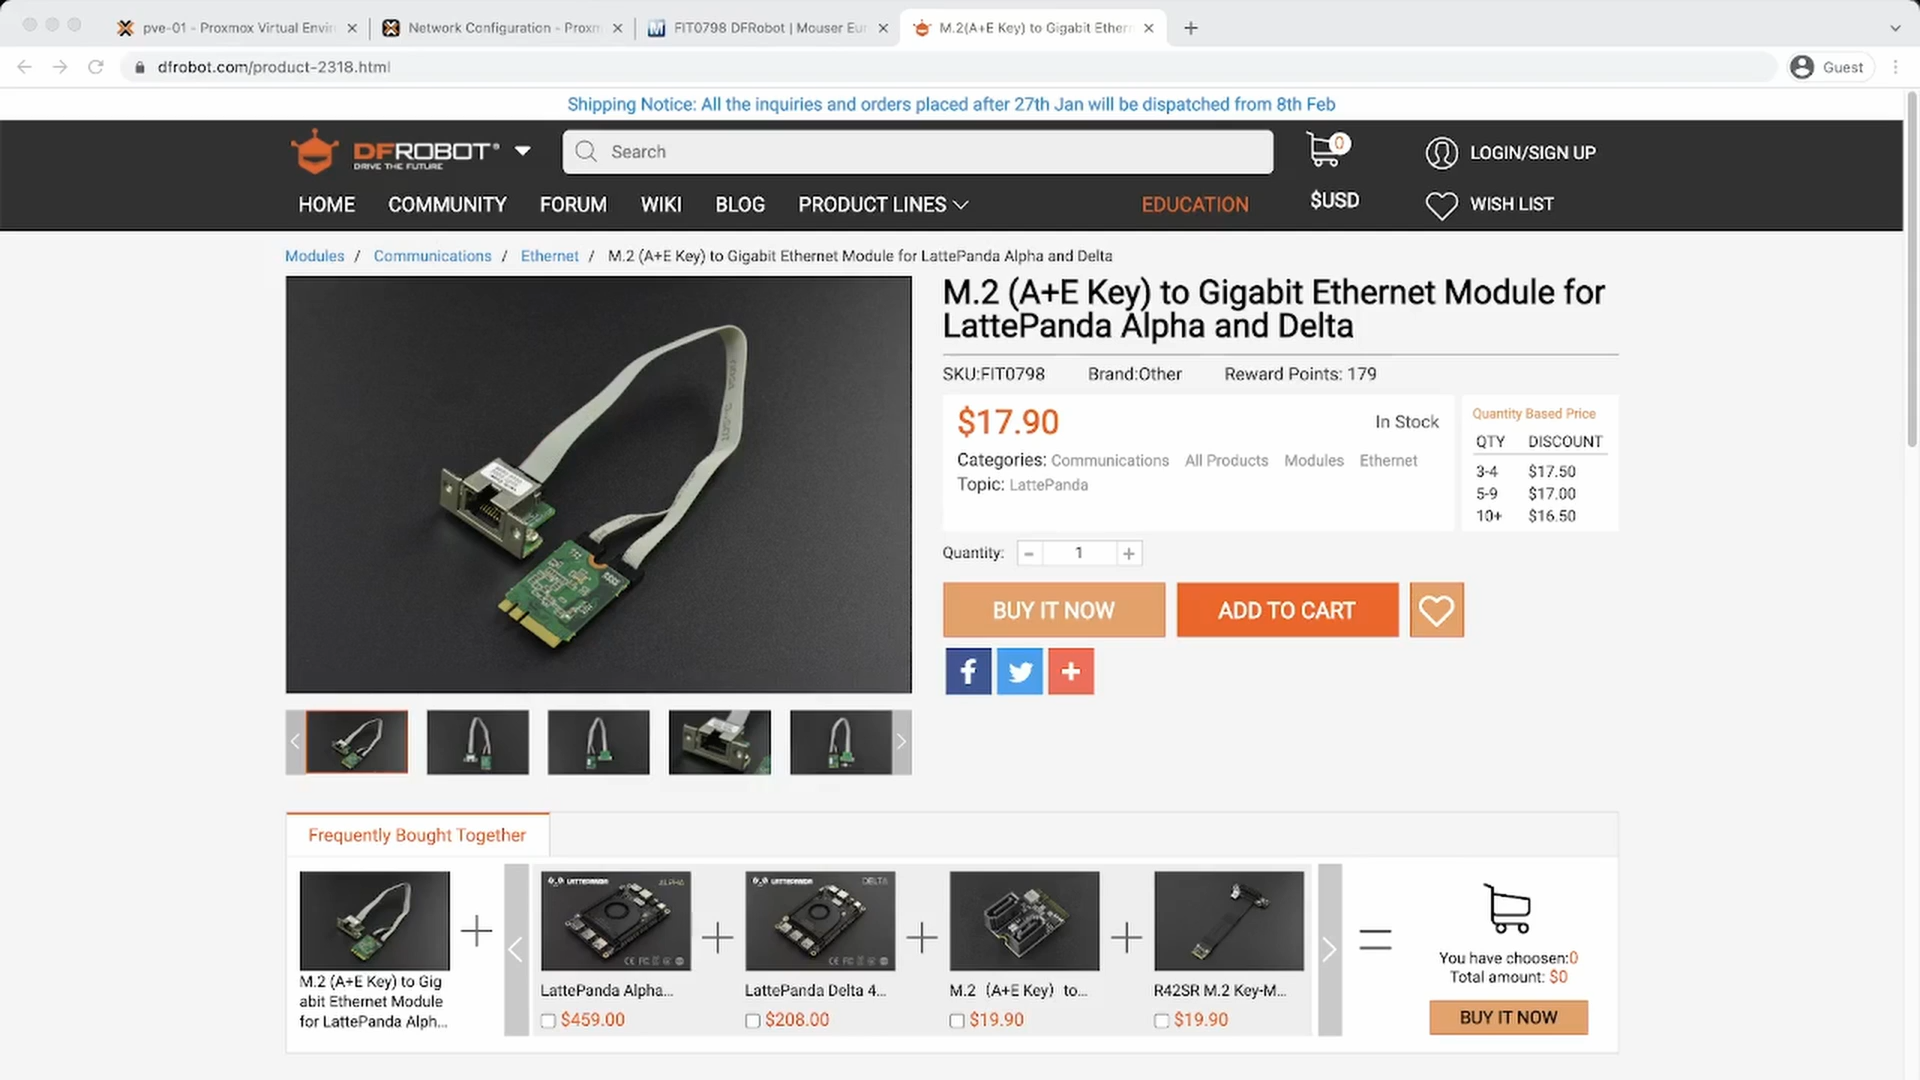 pve-01 - Proxmox Virtual Envir
Network Configuration - Proxm
FIT0798 DFRobot | Mouser Eur
M.2(A+E Key) to Gigabit Ethern
dfrobot.com/product-2318.html
Guest
Shipping Notice: All the inquiries and orders placed after 27th Jan will be dispatched from 8th Feb
DFROBOT
DRIVE THE FUTURE
Search
0
LOGIN/SIGN UP
HOME COMMUNITY FORUM WIKI BLOG PRODUCT LINES EDUCATION $USD WISH LIST
Modules / Communications / Ethernet / M.2 (A+E Key) to Gigabit Ethernet Module for LattePanda Alpha and Delta
M.2 (A+E Key) to Gigabit Ethernet Module for
LattePanda Alpha and Delta
SKU:FIT0798 Brand:Other Reward Points: 179
$17.90
In Stock
Categories: Communications All Products Modules Ethernet
Topic: LattePanda
Quantity Based Price
QTY DISCOUNT
3-4 $17.50
5-9 $17.00
10+ $16.50
Quantity: - 1 +
BUY IT NOW
ADD TO CART
Frequently Bought Together
M.2 (A+E Key) to Gig
abit Ethernet Module
for LattePanda Alph...
LATTEPANDA ALPHA
LattePanda Alpha...
$459.00
LATTEPANDA DELTA
LattePanda Delta 4...
$208.00
M.2（A+E Key）to...
$19.90
R42SR M.2 Key-M...
$19.90
You have choosen:0
Total amount: $0
BUY IT NOW